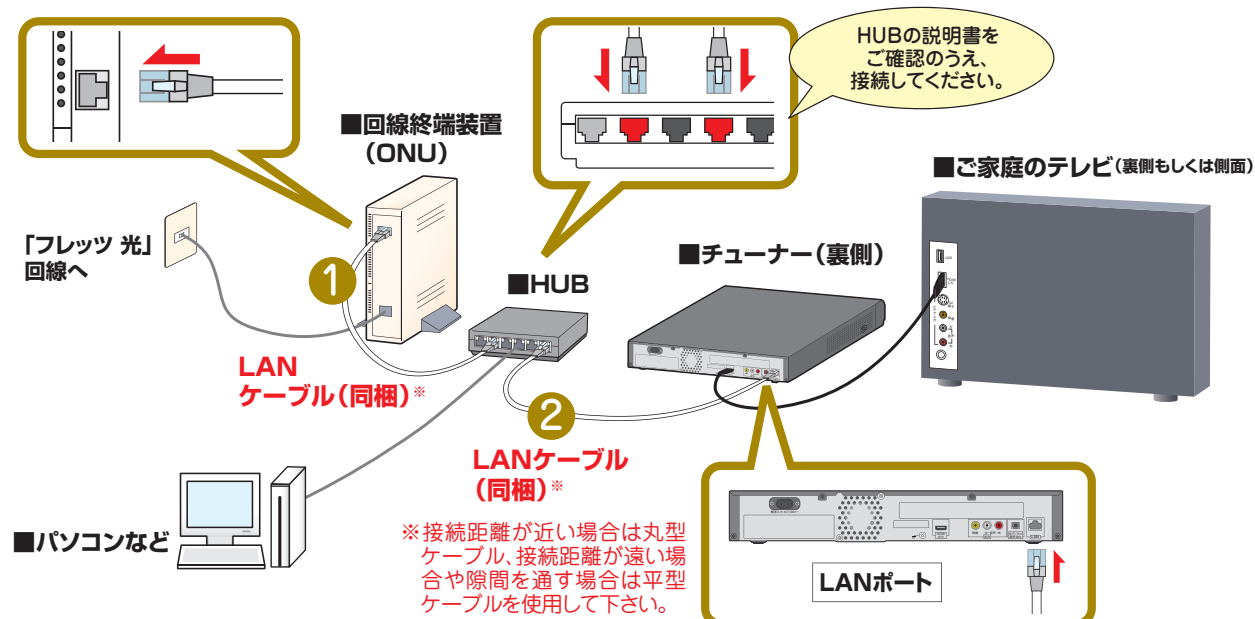 HUBの説明書を
ご確認のうえ、
接続してください。
■回線終端装置
(ONU)
■ご家庭のテレビ(裏側もしくは側面)
「フレッツ 光」
回線へ
■チューナー(裏側)
1
■HUB
LAN
ケーブル(同梱)※
2
LANケーブル
(同梱)※
■パソコンなど
※接続距離が近い場合は丸型
ケーブル、接続距離が遠い場
合や隙間を通す場合は平型
ケーブルを使用して下さい。
LANポート